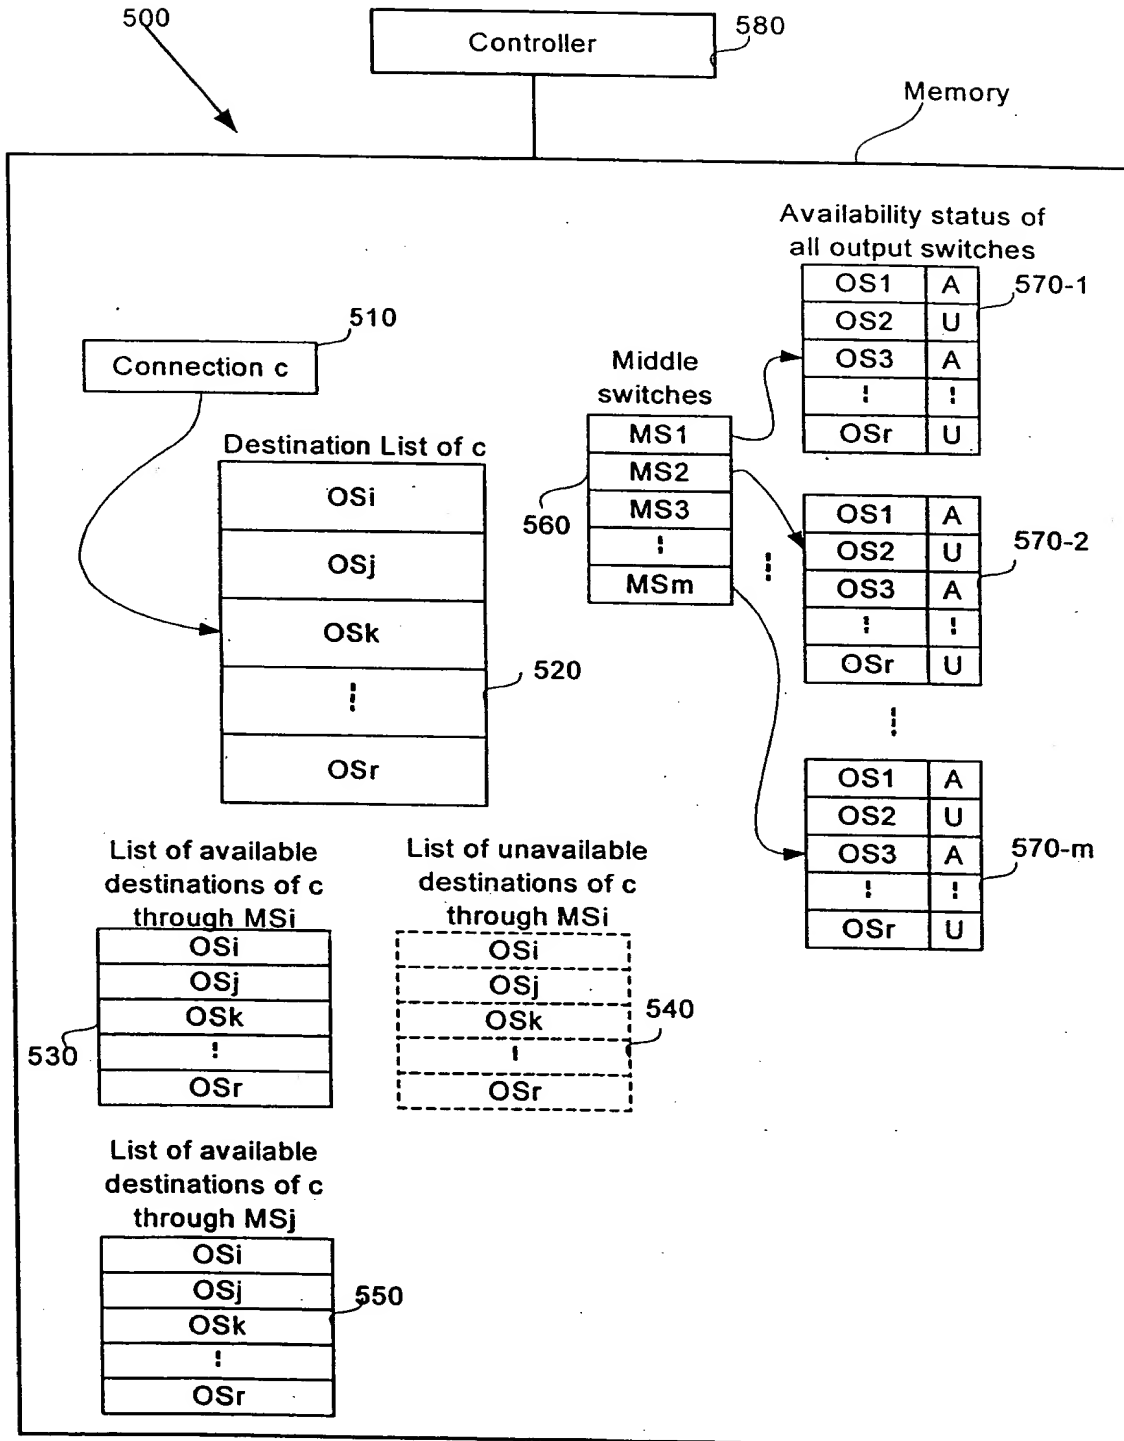 500
Controller
580
Memory
Availability status of
all output switches
OS1 A
OS2 U
OS3 A
OSr U
570-1
510
Connection c
Middle
switches
MS1
MS2
MS3
MSm
560
Destination List of c
OSi
OSj
OSk
OSr
520
OS1 A
OS2 U
OS3 A
OSr U
570-2
OS1 A
OS2 U
OS3 A
OSr U
570-m
List of available
destinations of c
through MSi
OSi
OSj
OSk
OSr
530
List of unavailable
destinations of c
through MSi
OSi
OSj
OSk
OSr
540
List of available
destinations of c
through MSj
OSi
OSj
OSk
OSr
550